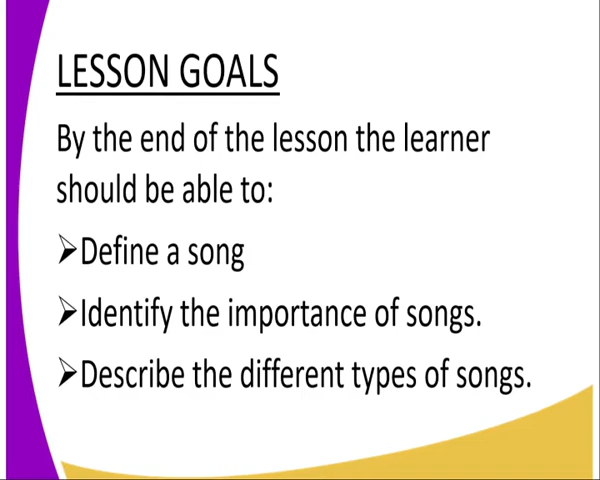 LESSON GOALS
By the end of the lesson the learner
should be able to:
➢Define a song
➢Identify the importance of songs.
➢Describe the different types of songs.